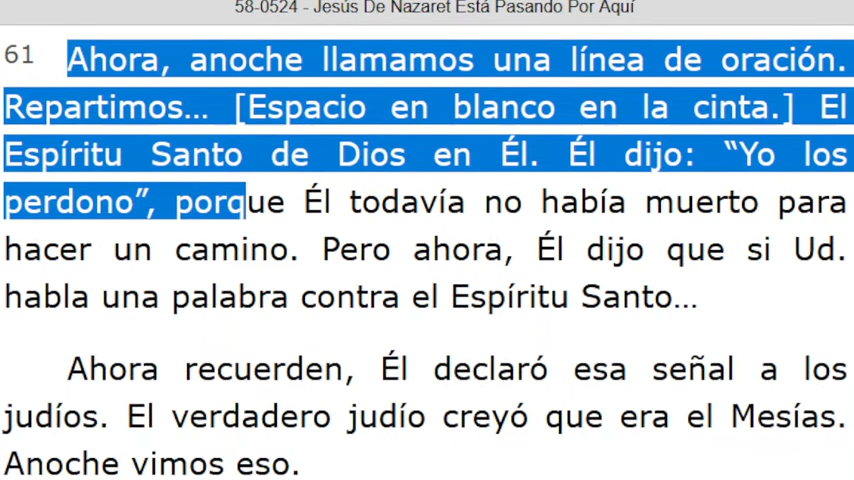 58-0524 - Jesús De Nazaret Está Pasando Por Aquí
61 Ahora, anoche llamamos una línea de oración.
Repartimos… [Espacio en blanco en la cinta.] El
Espíritu Santo de Dios en Él. Él dijo: “Yo los
perdono”, porque Él todavía no había muerto para
hacer un camino. Pero ahora, Él dijo que si Ud.
habla una palabra contra el Espíritu Santo…
Ahora recuerden, Él declaró esa señal a los
judíos. El verdadero judío creyó que era el Mesías.
Anoche vimos eso.